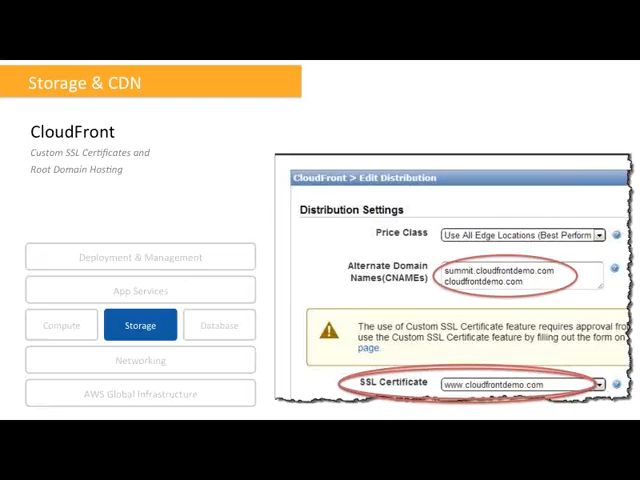 Storage & CDN
CloudFront
Custom SSL Certificates and
Root Domain Hosting
Deployment & Management
App Services
Compute
Storage
Database
Networking
AWS Global Infrastructure
CloudFront > Edit Distribution
Distribution Settings
Price Class
Use All Edge Locations (Best Perform
Alternate Domain
Names(CNAMEs)
summit.cloudfrontdemo.com
cloudfrontdemo.com
The use of Custom SSL Certificate feature requires approval fro
use the Custom SSL Certificate feature by filling out the form on
page.
SSL Certificate
www.cloudfrontdemo.com